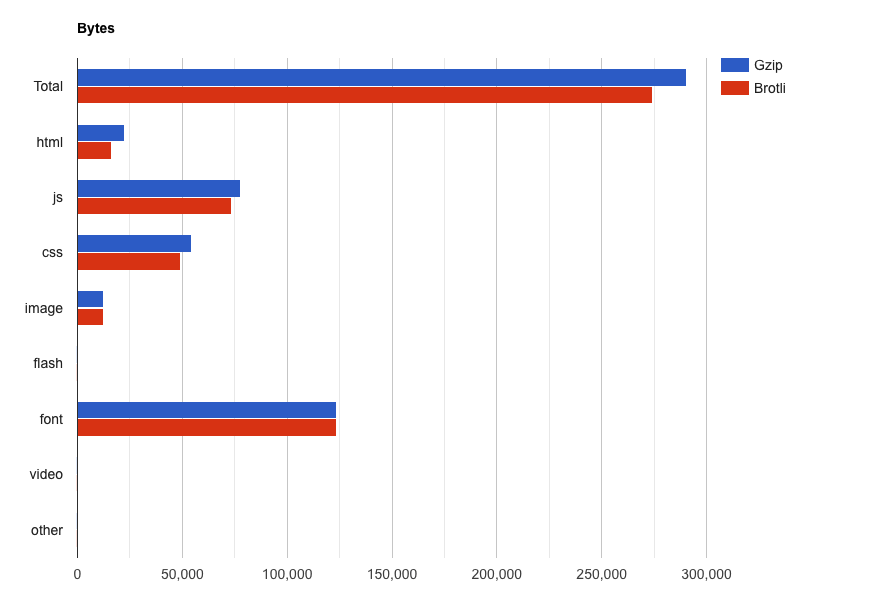 Bytes
Gzip
Brotli
Total
html
js
css
image
flash
font
video
other
0 50,000 100,000 150,000 200,000 250,000 300,000